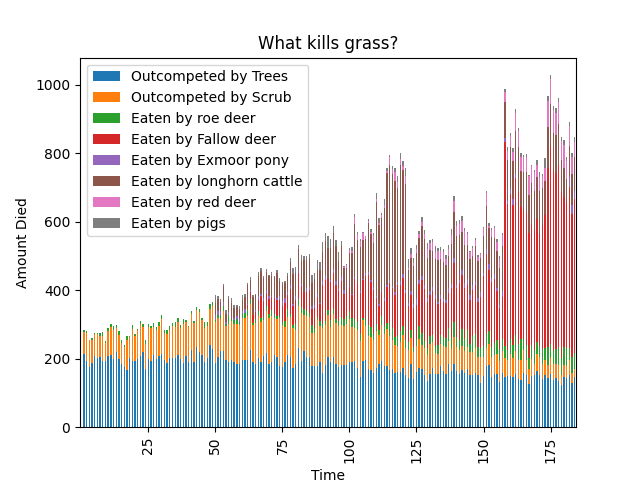 What kills grass?
Outcompeted by Trees
Outcompeted by Scrub
Eaten by roe deer
Eaten by Fallow deer
Eaten by Exmoor pony
Eaten by longhorn cattle
Eaten by red deer
Eaten by pigs
Amount Died
1000
800
600
400
200
0
25
50
75
100
125
150
175
Time